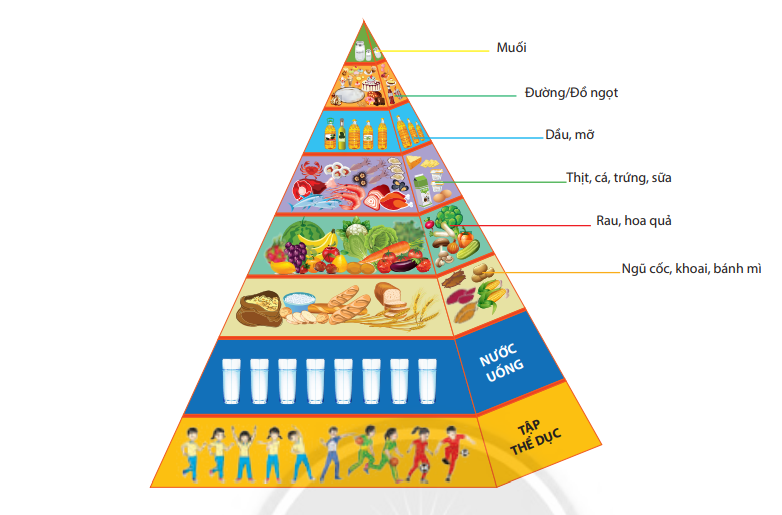 Muối
Đường/Đồ ngọt
Dầu, mỡ
Thịt, cá, trứng, sữa
Rau, hoa quả
Ngũ cốc, khoai, bánh mì
NƯỚC
UỐNG
TẬP
THỂ DỤC